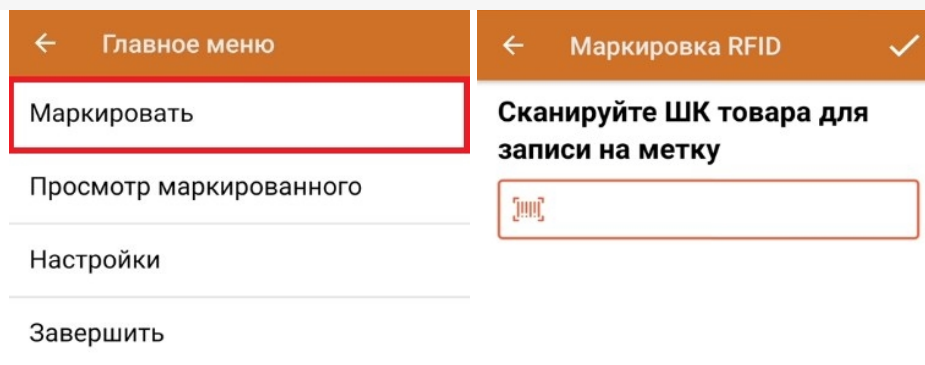 Главное меню
Маркировать
Просмотр маркированного
Настройки
Завершить
Маркировка RFID
Сканируйте ШК товара для
записи на метку